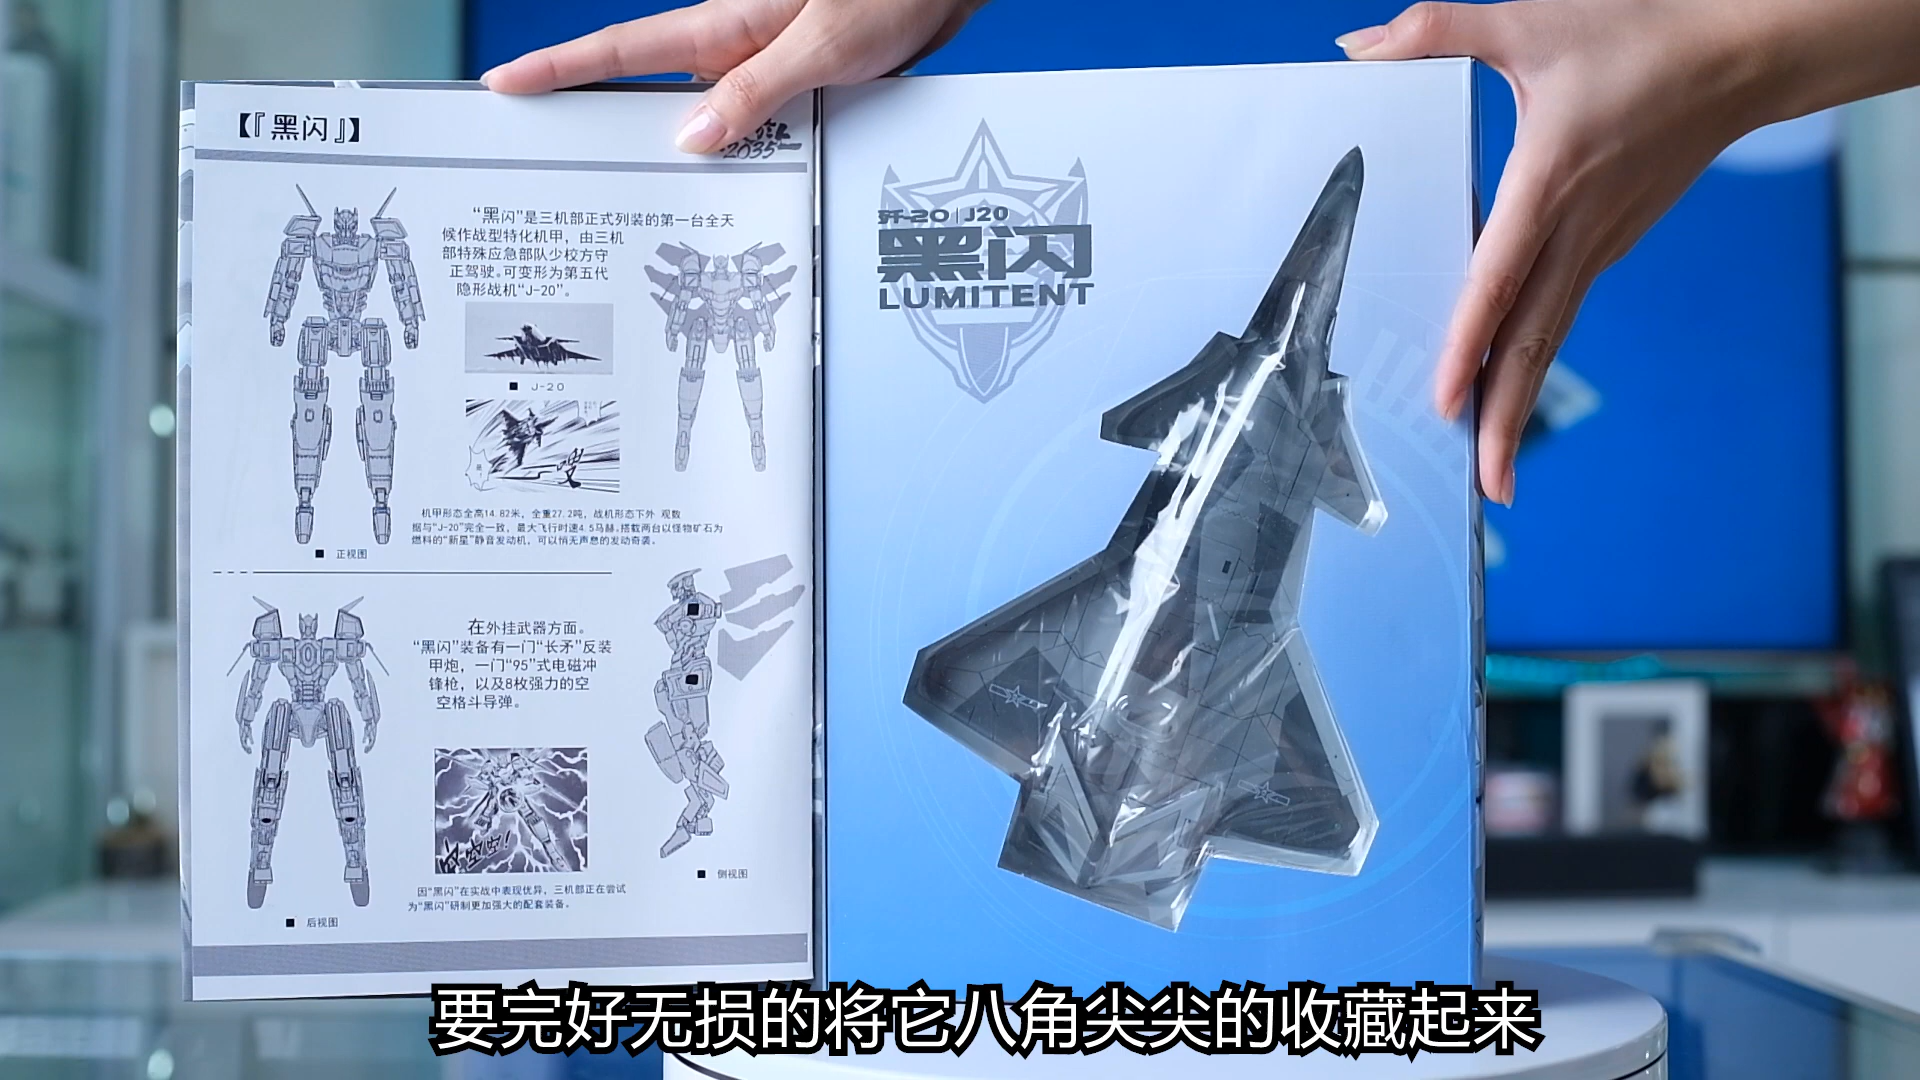 【『黑闪』】
2035
“黑闪”是三机部正式列装的第一台全天
候作战型特化机甲，由三机
部特殊应急部队少校方守
正驾驶。可变形为第五代
隐形战机“J-20”。
■ J-20
嗖
机甲形态全高14.82米，全重27.2吨，战机形态下外 观数
据与“J-20”完全一致，最大飞行时速4.5马赫。搭载两台以怪物矿石为
燃料的“新星”静音发动机，可以悄无声息的发动奇袭。
■ 正视图
在外挂武器方面。
“黑闪”装备有一门“长矛”反装
甲炮，一门“95”式电磁冲
锋枪，以及8枚强力的空
空格斗导弹。
■ 侧视图
因“黑闪”在实战中表现优异，三机部正在尝试
为“黑闪”研制更加强大的配套装备。
■ 后视图
歼-20|J20
黑闪
LUMITENT
要完好无损的将它八角尖尖的收藏起来